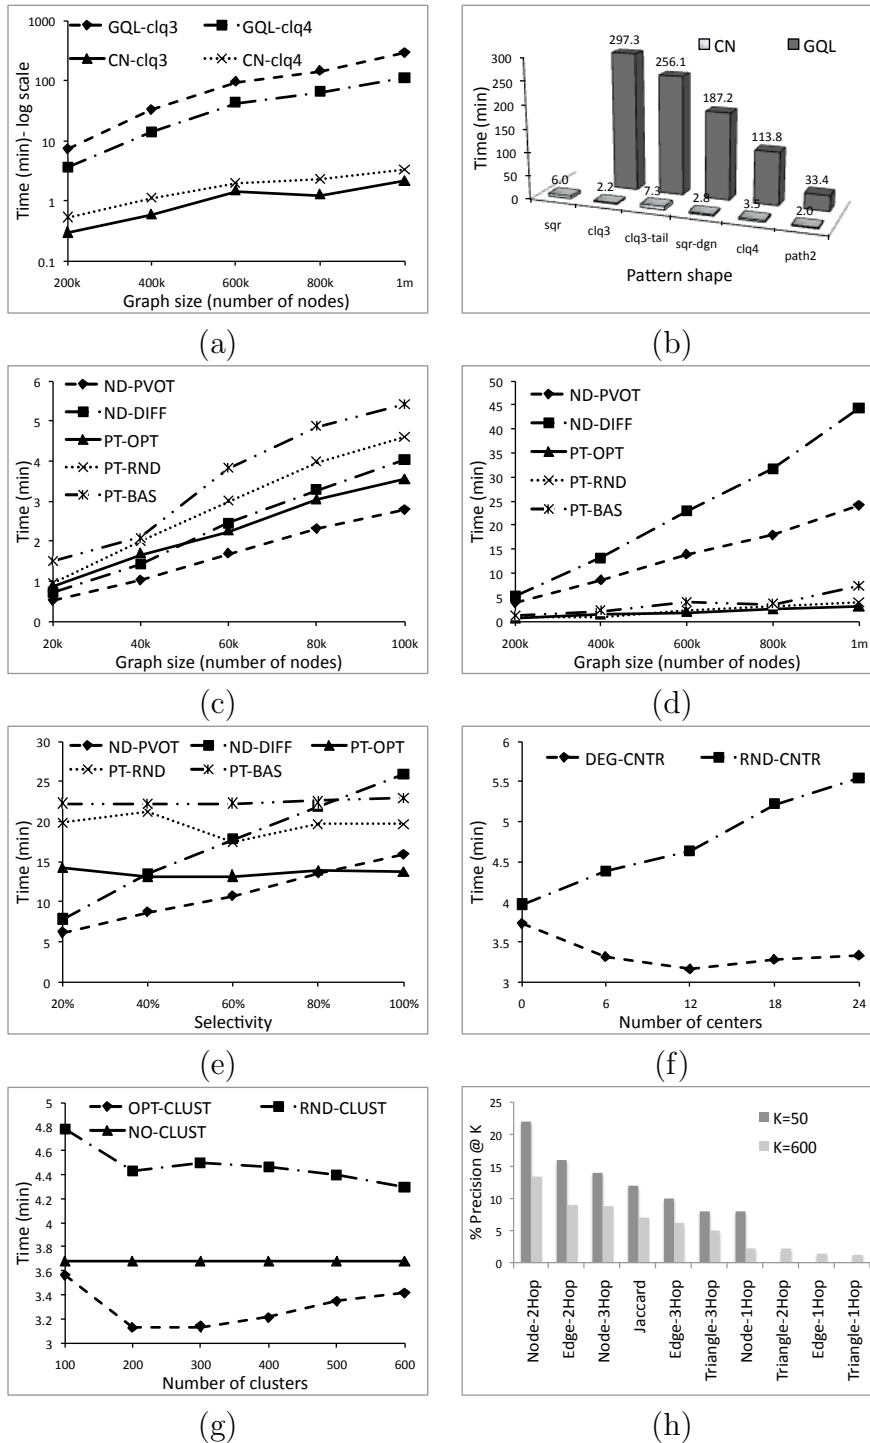 GQL-clq3
GQL-clq4
CN-clq3
CN-clq4
Time (min)- log scale
1000
100
10
1
0.1
200k 400k 600k 800k 1m
Graph size (number of nodes)
(a)
CN
GQL
Time (min)
300
250
200
150
100
50
0
297.3
256.1
187.2
113.8
33.4
6.0
2.2
7.3
2.8
3.5
2.0
sqr
clq3
clq3-tail
sqr-dgn
clq4
path2
Pattern shape
(b)
ND-PVOT
ND-DIFF
PT-OPT
PT-RND
PT-BAS
Time (min)
6
5
4
3
2
1
0
20k 40k 60k 80k 100k
Graph size (number of nodes)
(c)
ND-PVOT
ND-DIFF
PT-OPT
PT-RND
PT-BAS
Time (min)
50
45
40
35
30
25
20
15
10
5
0
200k 400k 600k 800k 1m
Graph size (number of nodes)
(d)
ND-PVOT ND-DIFF PT-OPT
PT-RND PT-BAS
Time (min)
30
25
20
15
10
5
0
20% 40% 60% 80% 100%
Selectivity
(e)
DEG-CNTR RND-CNTR
Time (min)
6
5.5
5
4.5
4
3.5
3
0 6 12 18 24
Number of centers
(f)
OPT-CLUST RND-CLUST
NO-CLUST
Time (min)
5
4.8
4.6
4.4
4.2
4
3.8
3.6
3.4
3.2
3
100 200 300 400 500 600
Number of clusters
(g)
K=50
K=600
% Precision @ K
25
20
15
10
5
0
Node-2Hop
Edge-2Hop
Node-3Hop
Jaccard
Edge-3Hop
Triangle-3Hop
Node-1Hop
Triangle-2Hop
Edge-1Hop
Triangle-1Hop
(h)